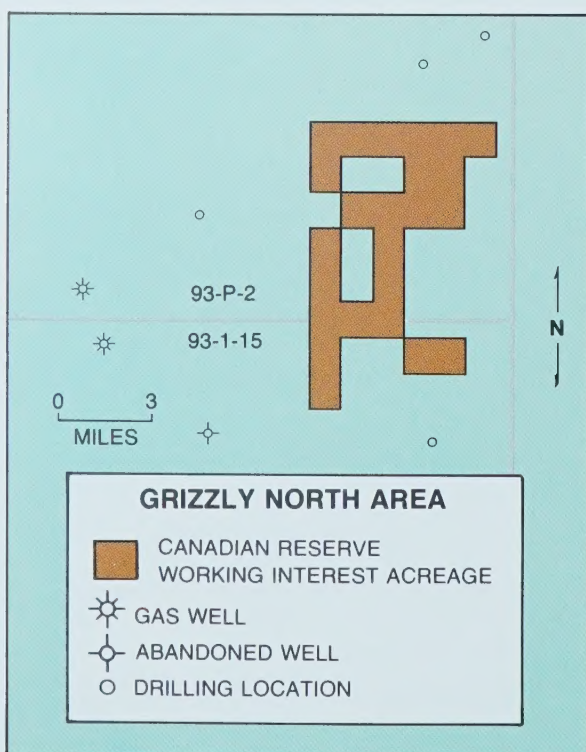 93-P-2
93-1-15
N
0 3
MILES
GRIZZLY NORTH AREA
CANADIAN RESERVE
WORKING INTEREST ACREAGE
GAS WELL
ABANDONED WELL
DRILLING LOCATION